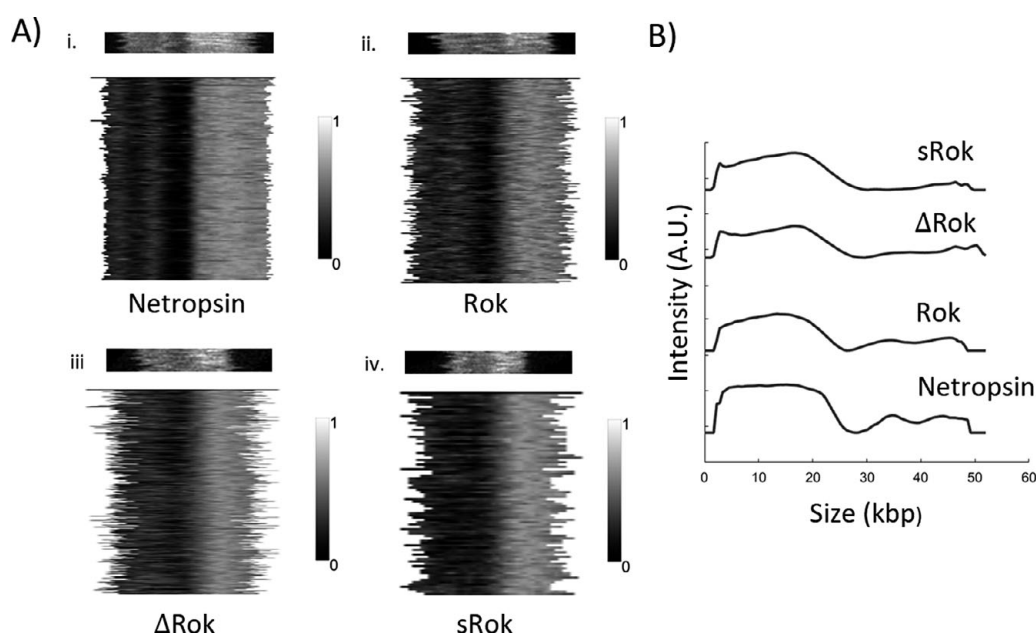 A)
i.
1
0
Netropsin
ii.
1
0
Rok
iii
1
0
ΔRok
iv.
1
0
sRok
B)
Intensity (A.U.)
sRok
ΔRok
Rok
Netropsin
0 10 20 30 40 50 60
Size (kbp)